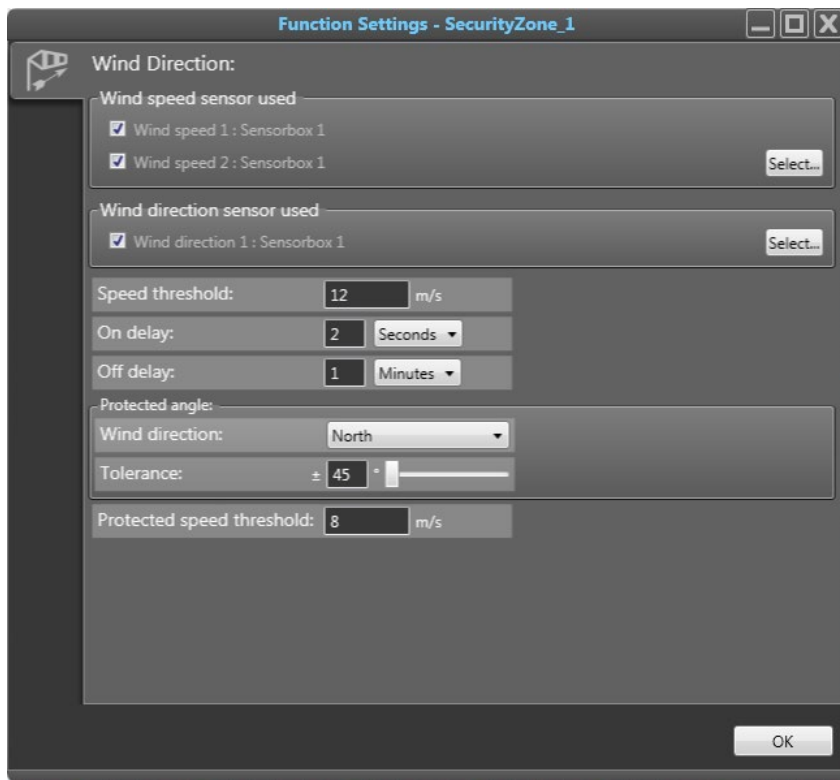 Function Settings - SecurityZone_1
Wind Direction:
Wind speed sensor used
Wind speed 1 : Sensorbox 1
Wind speed 2 : Sensorbox 1
Select...
Wind direction sensor used
Wind direction 1 : Sensorbox 1
Select...
Speed threshold: 12 m/s
On delay: 2 Seconds
Off delay: 1 Minutes
Protected angle:
Wind direction: North
Tolerance: ± 45 °
Protected speed threshold: 8 m/s
OK